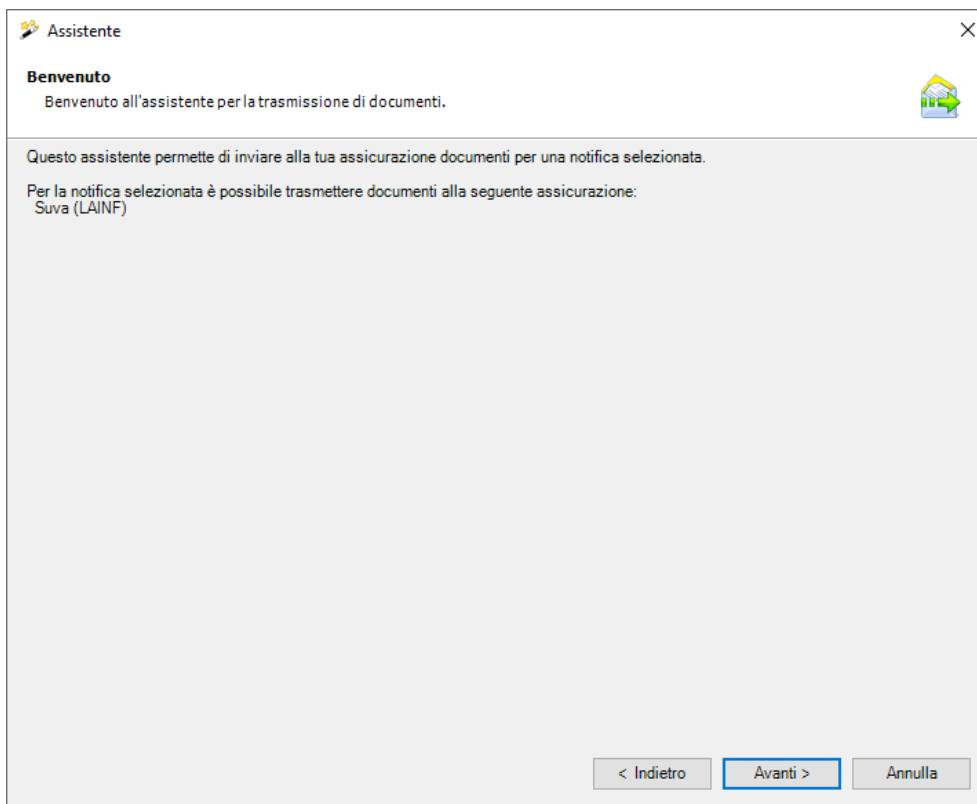 Assistente
Benvenuto
Benvenuto all'assistente per la trasmissione di documenti.
Questo assistente permette di inviare alla tua assicurazione documenti per una notifica selezionata.
Per la notifica selezionata è possibile trasmettere documenti alla seguente assicurazione:
Suva (LAINF)
< Indietro
Avanti >
Annulla